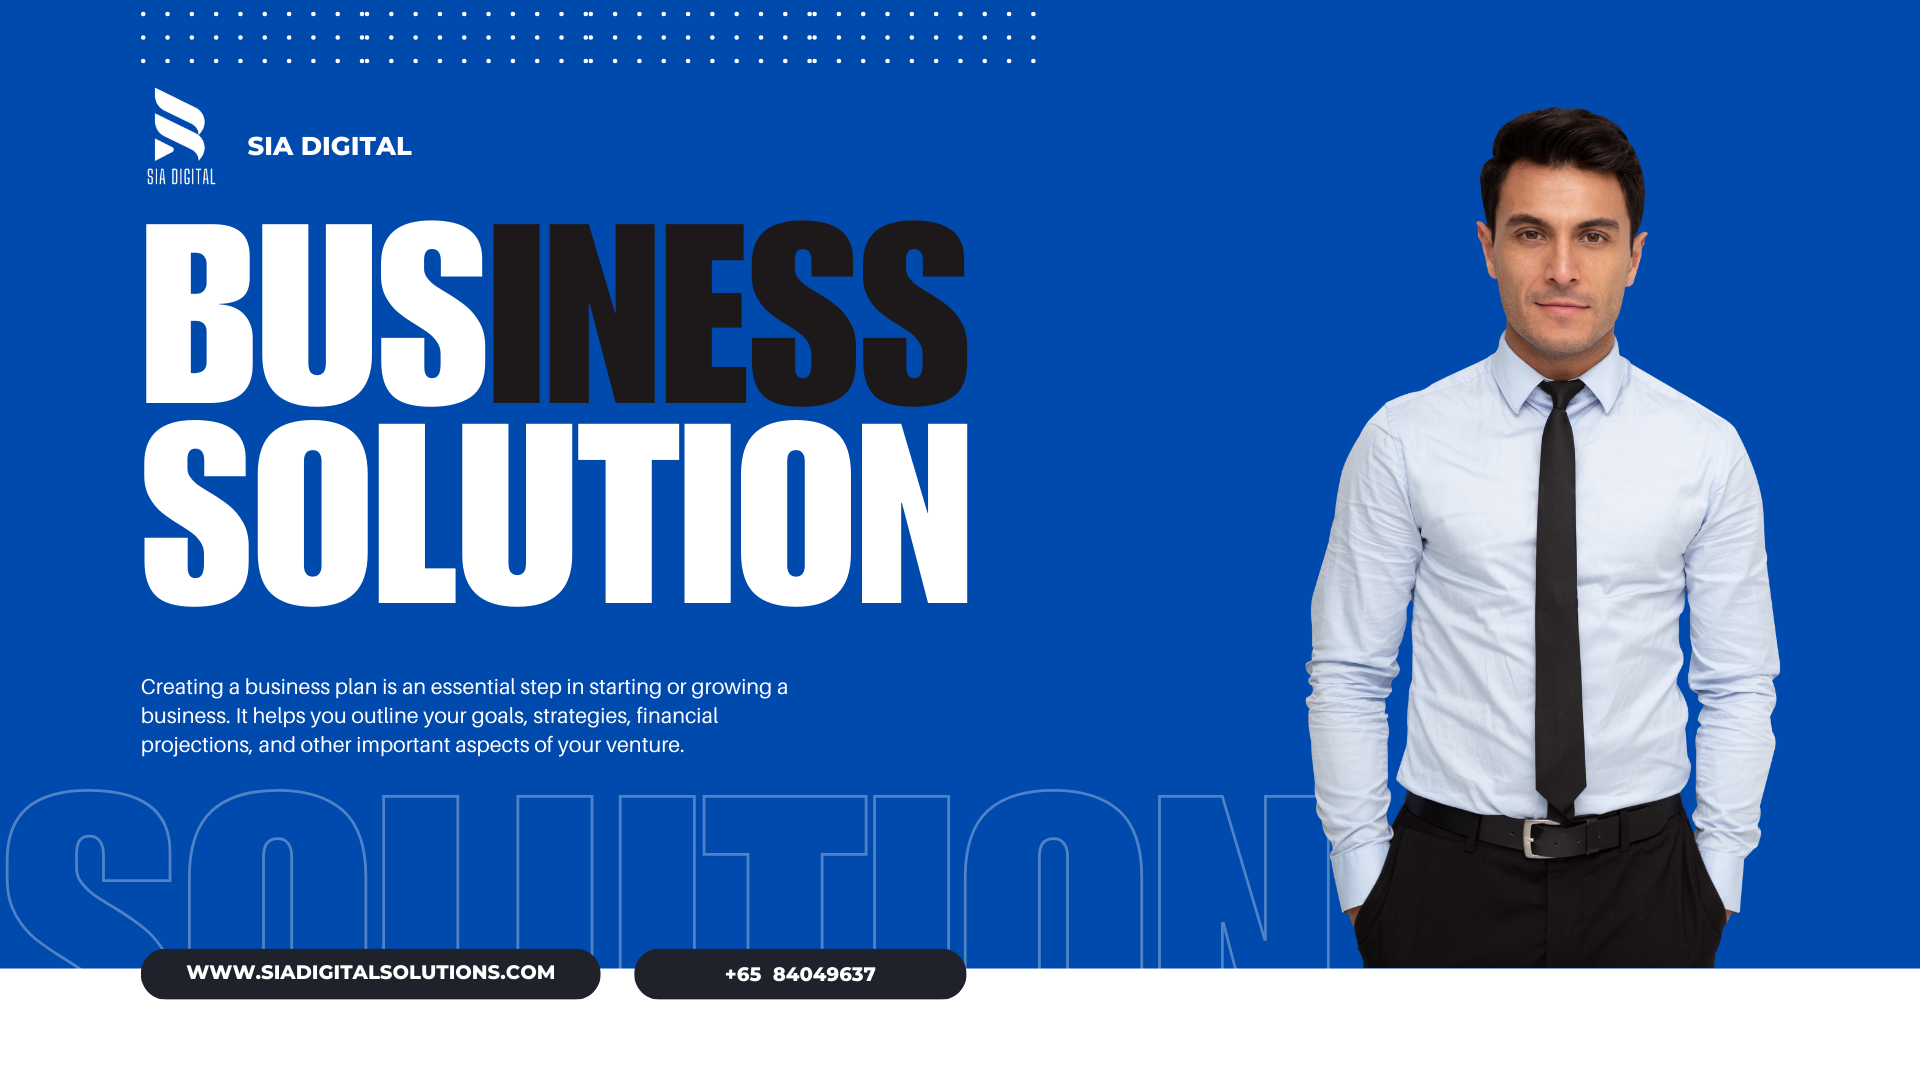 SIA DIGITAL
SIA DIGITAL
BUSINESS
SOLUTION
Creating a business plan is an essential step in starting or growing a
business. It helps you outline your goals, strategies, financial
projections, and other important aspects of your venture.
SOLUTION
WWW.SIADIGITALSOLUTIONS.COM
+65  84049637